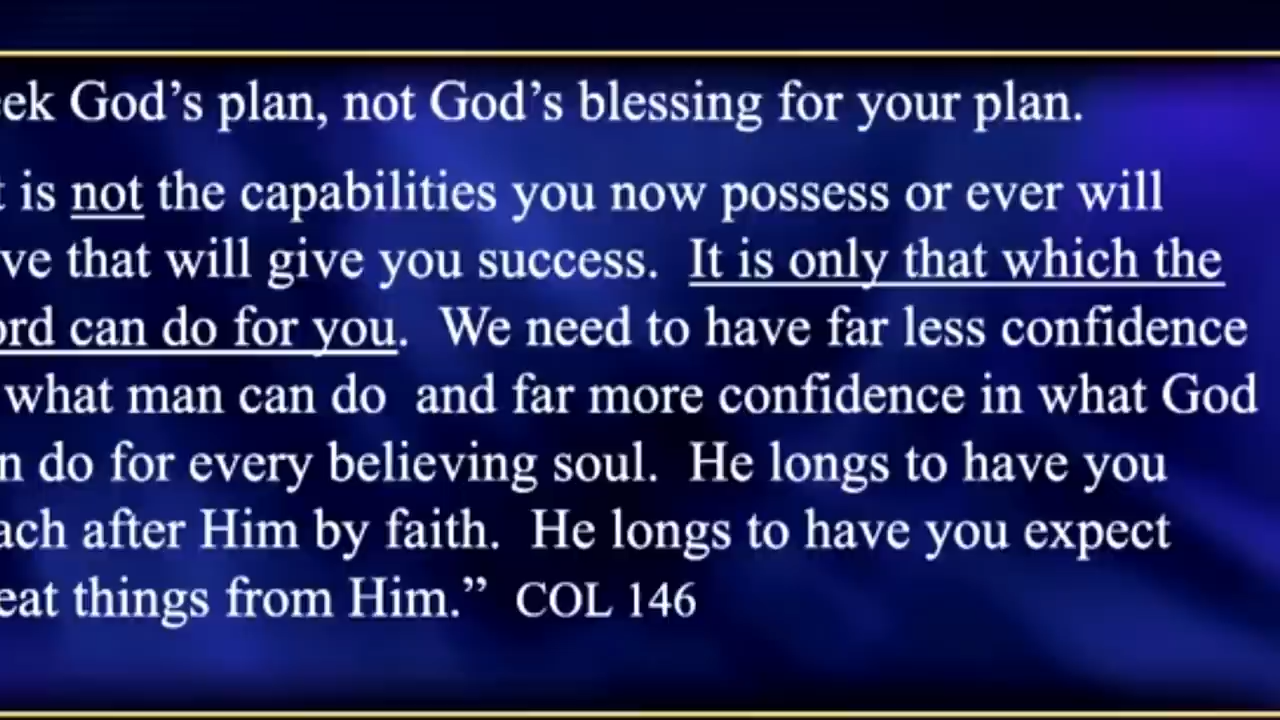 eek God’s plan, not God’s blessing for your plan.
t is not the capabilities you now possess or ever will
ve that will give you success. It is only that which the
ord can do for you. We need to have far less confidence
what man can do and far more confidence in what God
n do for every believing soul. He longs to have you
ach after Him by faith. He longs to have you expect
eat things from Him.” COL 146